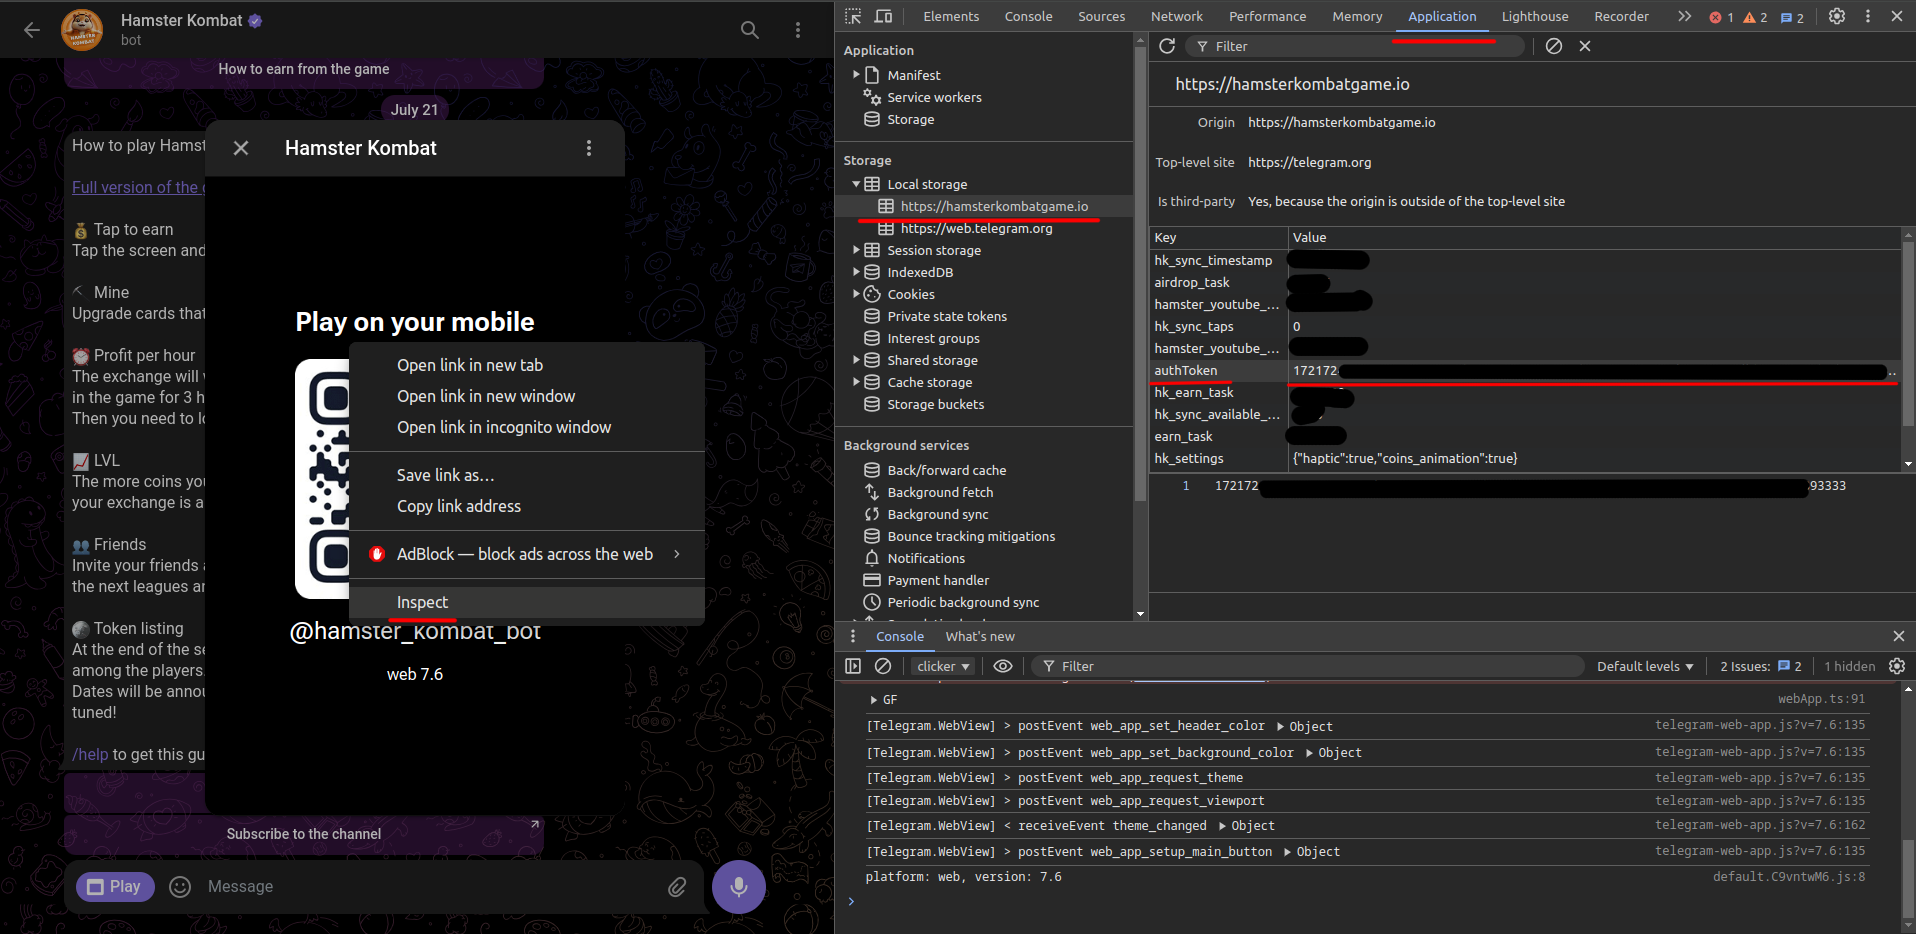 Hamster Kombat
bot
How to earn from the game
July 21
How to play Hamst
Full version of the
Tap to earn
Tap the screen and
Mine
Upgrade cards that
Profit per hour
The exchange will
in the game for 3 h
Then you need to lo
LVL
The more coins you
your exchange is a
Friends
Invite your friends
the next leagues ar
Token listing
At the end of the se
among the players.
Dates will be annou
tuned!
/help to get this gu
Subscribe to the channel
Play
Message
Hamster Kombat
Play on your mobile
@hamster_kombat_bot
web 7.6
Open link in new tab
Open link in new window
Open link in incognito window
Save link as...
Copy link address
AdBlock — block ads across the web
Inspect
Elements Console Sources Network Performance Memory Application Lighthouse Recorder 1 2 2
Application
Manifest
Service workers
Storage
Storage
Local storage
https://hamsterkombatgame.io
https://web.telegram.org
Session storage
IndexedDB
Cookies
Private state tokens
Interest groups
Shared storage
Cache storage
Storage buckets
Background services
Back/forward cache
Background fetch
Background sync
Bounce tracking mitigations
Notifications
Payment handler
Periodic background sync
Filter
https://hamsterkombatgame.io
Origin https://hamsterkombatgame.io
Top-level site https://telegram.org
Is third-party Yes, because the origin is outside of the top-level site
Key Value
hk_sync_timestamp
airdrop_task
hamster_youtube_...
hk_sync_taps 0
hamster_youtube_...
authToken 172172 ..
hk_earn_task
hk_sync_available_...
earn_task
hk_settings {"haptic":true,"coins_animation":true}
1 172172 93333
Console What's new
clicker Filter Default levels 2 Issues: 2 1 hidden
GF webApp.ts:91
[Telegram.WebView] > postEvent web_app_set_header_color Object telegram-web-app.js?v=7.6:135
[Telegram.WebView] > postEvent web_app_set_background_color Object telegram-web-app.js?v=7.6:135
[Telegram.WebView] > postEvent web_app_request_theme telegram-web-app.js?v=7.6:135
[Telegram.WebView] > postEvent web_app_request_viewport telegram-web-app.js?v=7.6:135
[Telegram.WebView] < receiveEvent theme_changed Object telegram-web-app.js?v=7.6:162
[Telegram.WebView] > postEvent web_app_setup_main_button Object telegram-web-app.js?v=7.6:135
platform: web, version: 7.6 default.C9vntwM6.js:8